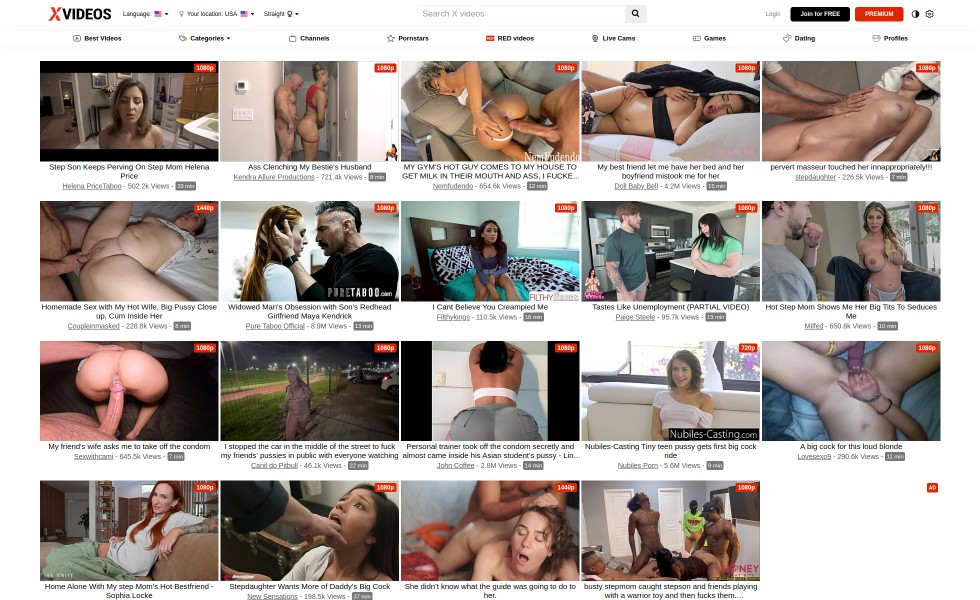 XVIDEOS
Language:
Your location: USA
Straight
Search X videos
Login
Join for FREE
PREMIUM
Best Videos
Categories
Channels
Pornstars
RED videos
Live Cams
Games
Dating
Profiles
1080p
1080p
1080p
1080p
1080p
Step Son Keeps Perving On Step Mom Helena
Price
Helena PriceTaboo - 502.2k Views - 33 min
Ass Clenching My Bestie's Husband
Kendra Allure Productions - 721.4k Views - 8 min
Nemfudendo
MY GYM'S HOT GUY COMES TO MY HOUSE TO
GET MILK IN THEIR MOUTH AND ASS, I FUCKE...
Nemfudendo - 654.6k Views - 12 min
My best friend let me have her bed and her
boyfriend mistook me for her
Doll Baby Bell - 4.2M Views - 15 min
pervert masseur touched her innappropriately!!!
stepdaughter - 226.5k Views - 7 min
1440p
1080p
1080p
1080p
1080p
Homemade Sex with My Hot Wife, Big Pussy Close
up, Cum Inside Her
Coupleinmasked - 228.8k Views - 8 min
PURETABOO.com
Widowed Man's Obsession with Son's Redhead
Girlfriend Maya Kendrick
Pure Taboo Official - 8.9M Views - 13 min
FILTHYKINGS
I Cant Believe You Creampied Me
Filthykings - 110.5k Views - 18 min
Tastes Like Unemployment (PARTIAL VIDEO)
Paige Steele - 95.7k Views - 13 min
Hot Step Mom Shows Me Her Big Tits To Seduces
Me
Milfed - 650.6k Views - 10 min
1080p
1080p
1080p
720p
1080p
My friend's wife asks me to take off the condom
Sexwithcami - 645.5k Views - 7 min
I stopped the car in the middle of the street to fuck
my friends' pussies in public with everyone watching
Canil do Pitbull - 46.1k Views - 22 min
Personal trainer took off the condom secretly and
almost came inside his Asian student's pussy - Lin...
John Coffee - 2.8M Views - 14 min
Nubiles-Casting.com
Nubiles-Casting Tiny teen pussy gets first big cock
ride
Nubiles Porn - 5.6M Views - 9 min
A big cock for this loud blonde
Lovesexo9 - 290.6k Views - 11 min
1080p
1080p
1440p
1080p
AD
Home Alone With My step Mom's Hot Bestfriend -
Sophia Locke
Stepdaughter Wants More of Daddy's Big Cock
New Sensations - 198.5k Views - 37 min
She didn't know what the guide was going to do to
her.
busty stepmom caught stepson and friends playing
with a warrior toy and then fucks them....